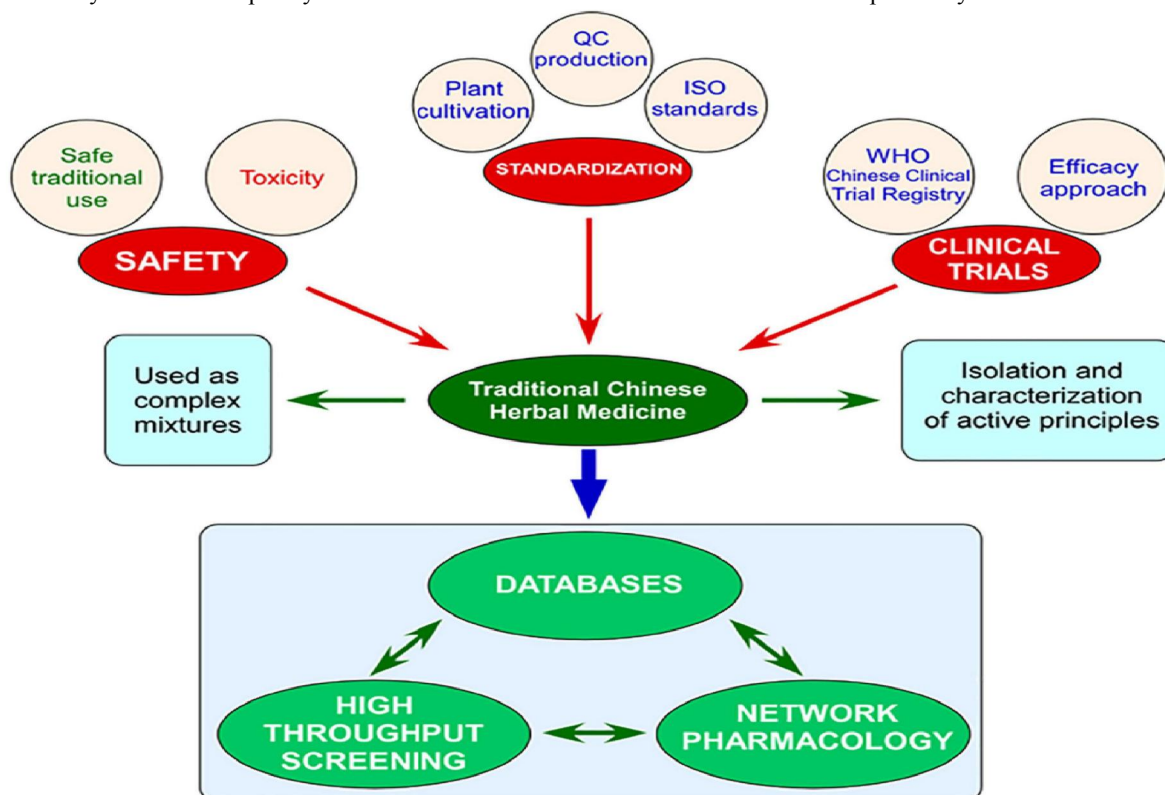 QC
production
Plant
cultivation
ISO
standards
STANDARDIZATION
Safe
traditional
use
Toxicity
SAFETY
WHO
Chinese Clinical
Trial Registry
Efficacy
approach
CLINICAL
TRIALS
Used as
complex
mixtures
Traditional Chinese
Herbal Medicine
Isolation and
characterization
of active principles
DATABASES
HIGH
THROUGHPUT
SCREENING
NETWORK
PHARMACOLOGY